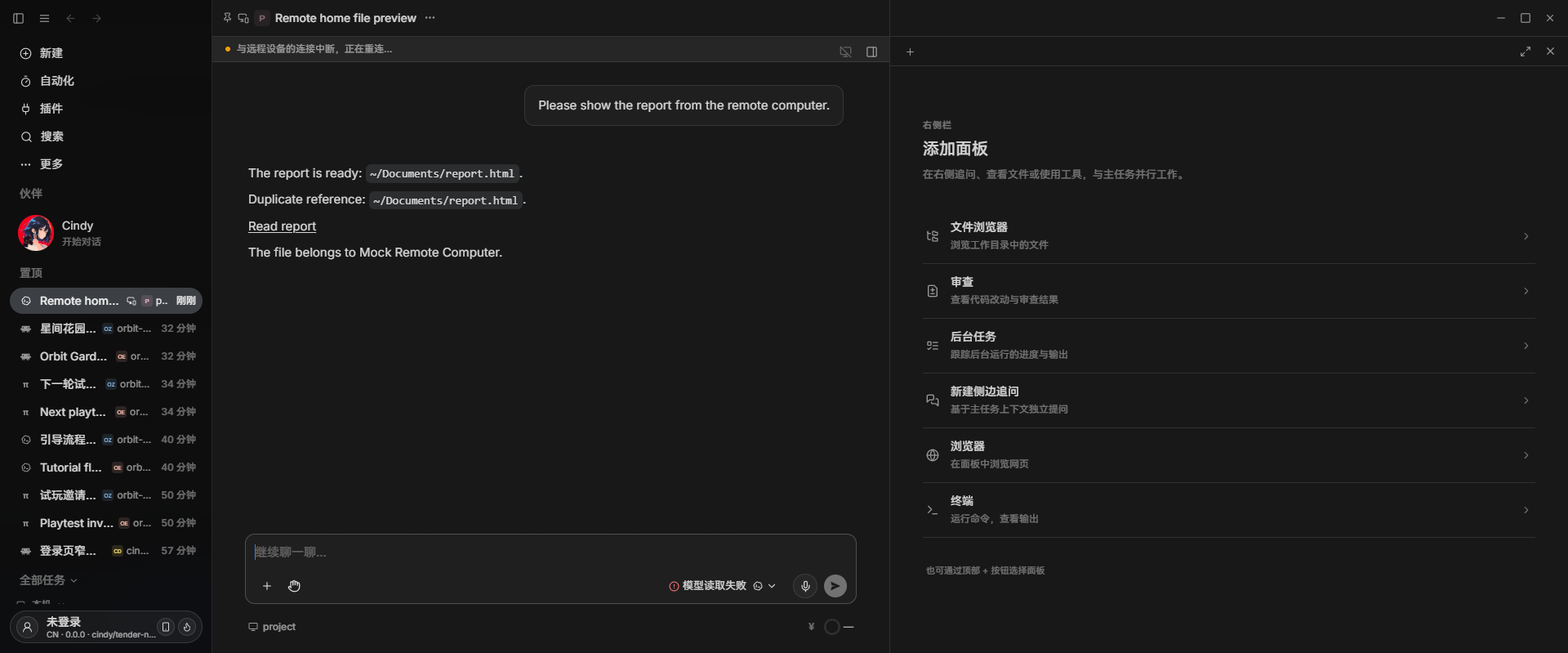 Remote home file preview
与远程设备的连接中断，正在重连...
新建
自动化
插件
搜索
更多
伙伴
Cindy
开始对话
置顶
Remote hom... P p.. 刚刚
星间花园... OZ orbit-... 32 分钟
Orbit Gard... OE or... 32 分钟
下一轮试... OZ orbit... 34 分钟
Next playt... OE or... 34 分钟
引导流程... OZ orbit-... 40 分钟
Tutorial fl... OE orb... 40 分钟
试玩邀请... OZ orbit-... 50 分钟
Playtest inv... OE or... 50 分钟
登录页窄... CD cin... 57 分钟
全部任务
未登录
CN · 0.0.0 · cindy/tender-n...
Please show the report from the remote computer.
The report is ready: ~/Documents/report.html.
Duplicate reference: ~/Documents/report.html.
Read report
The file belongs to Mock Remote Computer.
继续聊一聊...
模型读取失败
project
¥
右侧栏
添加面板
在右侧追问、查看文件或使用工具，与主任务并行工作。
文件浏览器
浏览工作目录中的文件
审查
查看代码改动与审查结果
后台任务
跟踪后台运行的进度与输出
新建侧边追问
基于主任务上下文独立提问
浏览器
在面板中浏览网页
终端
运行命令，查看输出
也可通过顶部 + 按钮选择面板